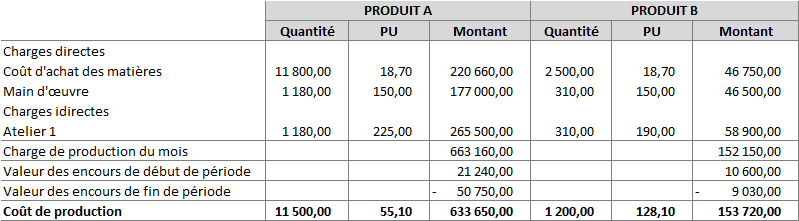 PRODUIT A PRODUIT B
Quantité PU Montant Quantité PU Montant
Charges directes
Coût d'achat des matières 11 800,00 18,70 220 660,00 2 500,00 18,70 46 750,00
Main d'œuvre 1 180,00 150,00 177 000,00 310,00 150,00 46 500,00
Charges idirectes
Atelier 1 1 180,00 225,00 265 500,00 310,00 190,00 58 900,00
Charge de production du mois 663 160,00 152 150,00
Valeur des encours de début de période 21 240,00 10 600,00
Valeur des encours de fin de période - 50 750,00 - 9 030,00
Coût de production 11 500,00 55,10 633 650,00 1 200,00 128,10 153 720,00